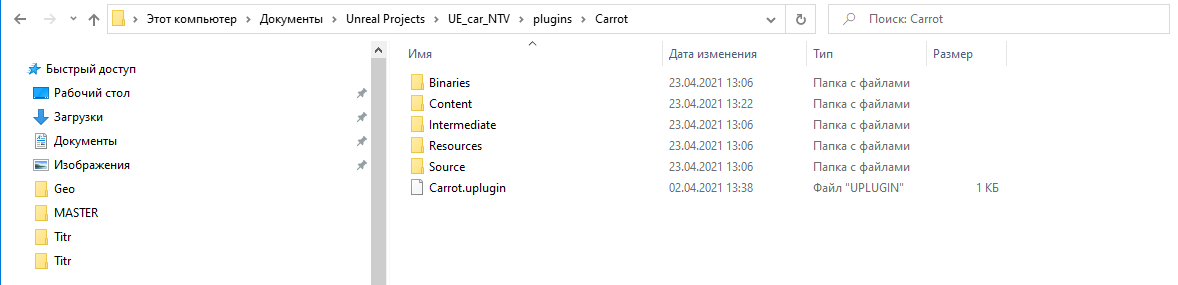 Этот компьютер > Документы > Unreal Projects > UE_car_NTV > plugins > Carrot
Поиск: Carrot
Быстрый доступ
Рабочий стол
Загрузки
Документы
Изображения
Geo
MASTER
Titr
Titr
Имя Дата изменения Тип Размер
Binaries 23.04.2021 13:06 Папка с файлами
Content 23.04.2021 13:22 Папка с файлами
Intermediate 23.04.2021 13:06 Папка с файлами
Resources 23.04.2021 13:06 Папка с файлами
Source 23.04.2021 13:06 Папка с файлами
Carrot.uplugin 02.04.2021 13:38 Файл "UPLUGIN" 1 КБ